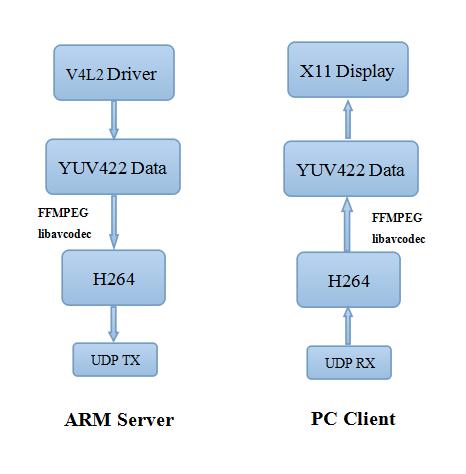 V4L2 Driver
YUV422 Data
FFMPEG
libavcodec
H264
UDP TX
ARM Server
X11 Display
YUV422 Data
FFMPEG
libavcodec
H264
UDP RX
PC Client